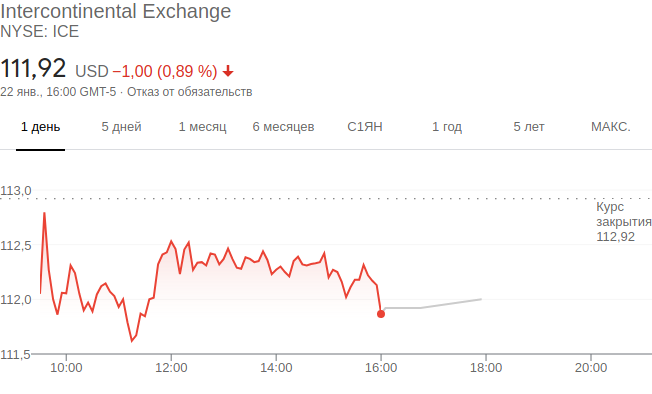 Intercontinental Exchange
NYSE: ICE
111,92 USD −1,00 (0,89 %)
22 янв., 16:00 GMT-5 · Отказ от обязательств
1 день 5 дней 1 месяц 6 месяцев С1ЯН 1 год 5 лет МАКС.
113,0
Курс
закрытия
112,92
112,5
112,0
111,5
10:00 12:00 14:00 16:00 18:00 20:00